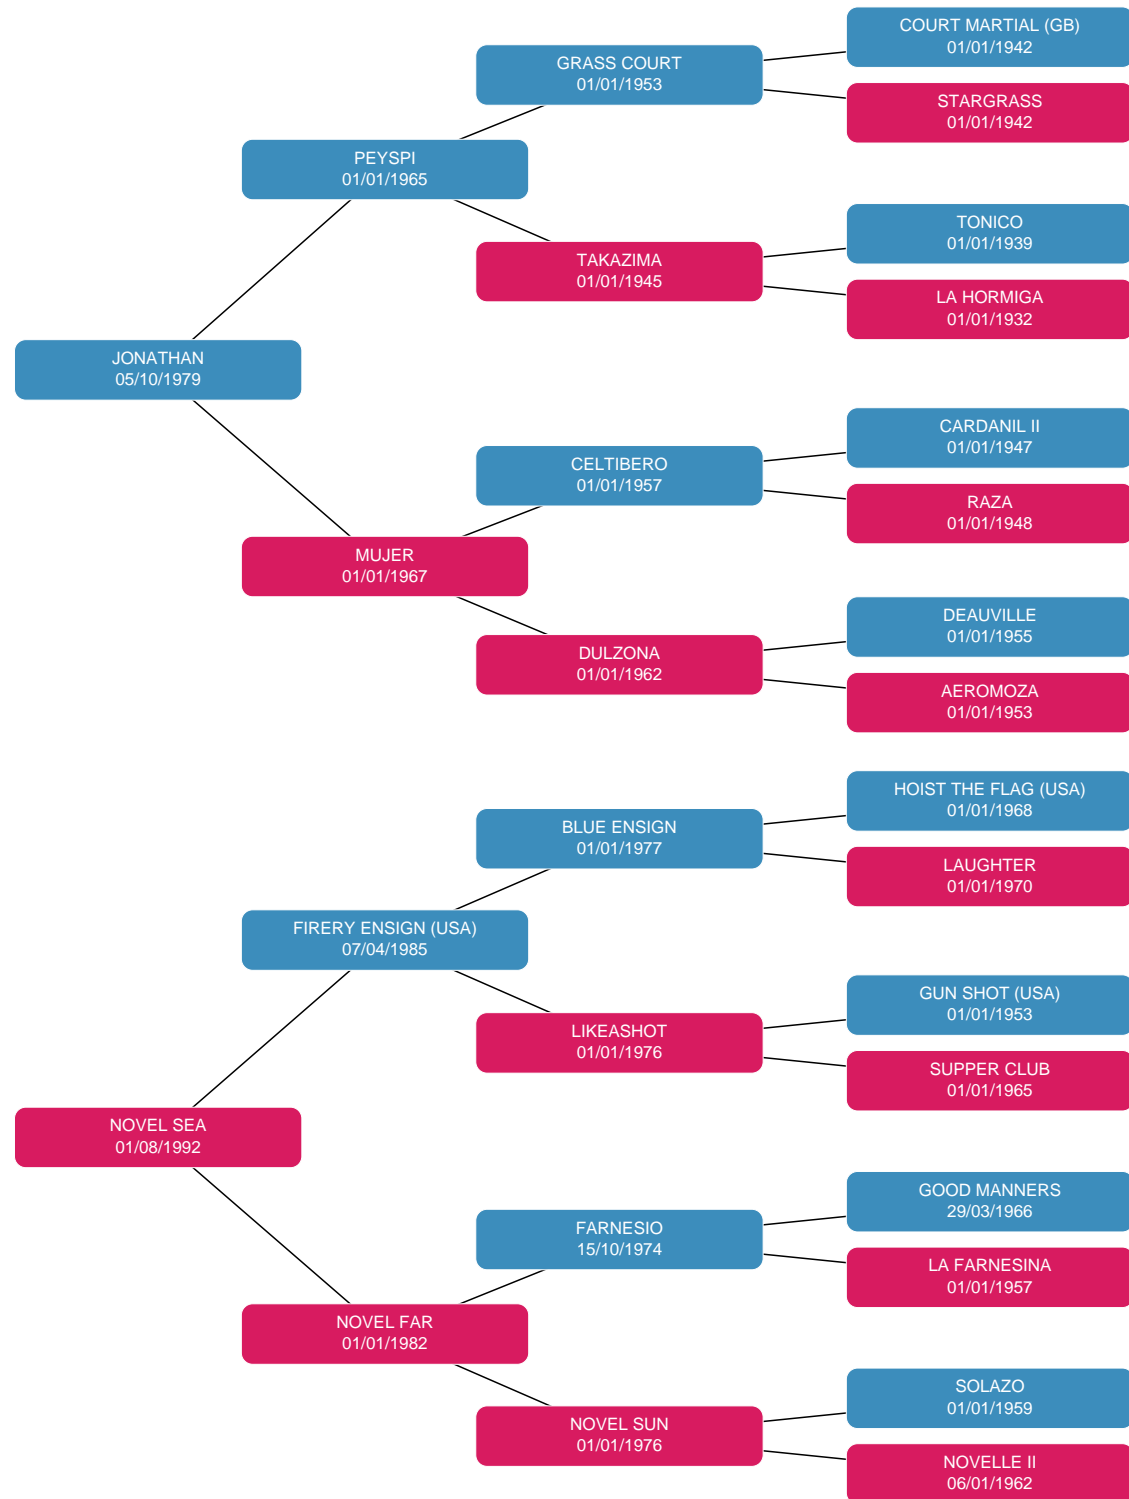 COURT MARTIAL (GB)
01/01/1942
GRASS COURT
01/01/1953
STARGRASS
01/01/1942
PEYSPI
01/01/1965
TONICO
01/01/1939
TAKAZIMA
01/01/1945
LA HORMIGA
01/01/1932
JONATHAN
05/10/1979
CARDANIL II
01/01/1947
CELTIBERO
01/01/1957
RAZA
01/01/1948
MUJER
01/01/1967
DEAUVILLE
01/01/1955
DULZONA
01/01/1962
AEROMOZA
01/01/1953
HOIST THE FLAG (USA)
01/01/1968
BLUE ENSIGN
01/01/1977
LAUGHTER
01/01/1970
FIRERY ENSIGN (USA)
07/04/1985
GUN SHOT (USA)
01/01/1953
LIKEASHOT
01/01/1976
SUPPER CLUB
01/01/1965
NOVEL SEA
01/08/1992
GOOD MANNERS
29/03/1966
FARNESIO
15/10/1974
LA FARNESINA
01/01/1957
NOVEL FAR
01/01/1982
SOLAZO
01/01/1959
NOVEL SUN
01/01/1976
NOVELLE II
06/01/1962